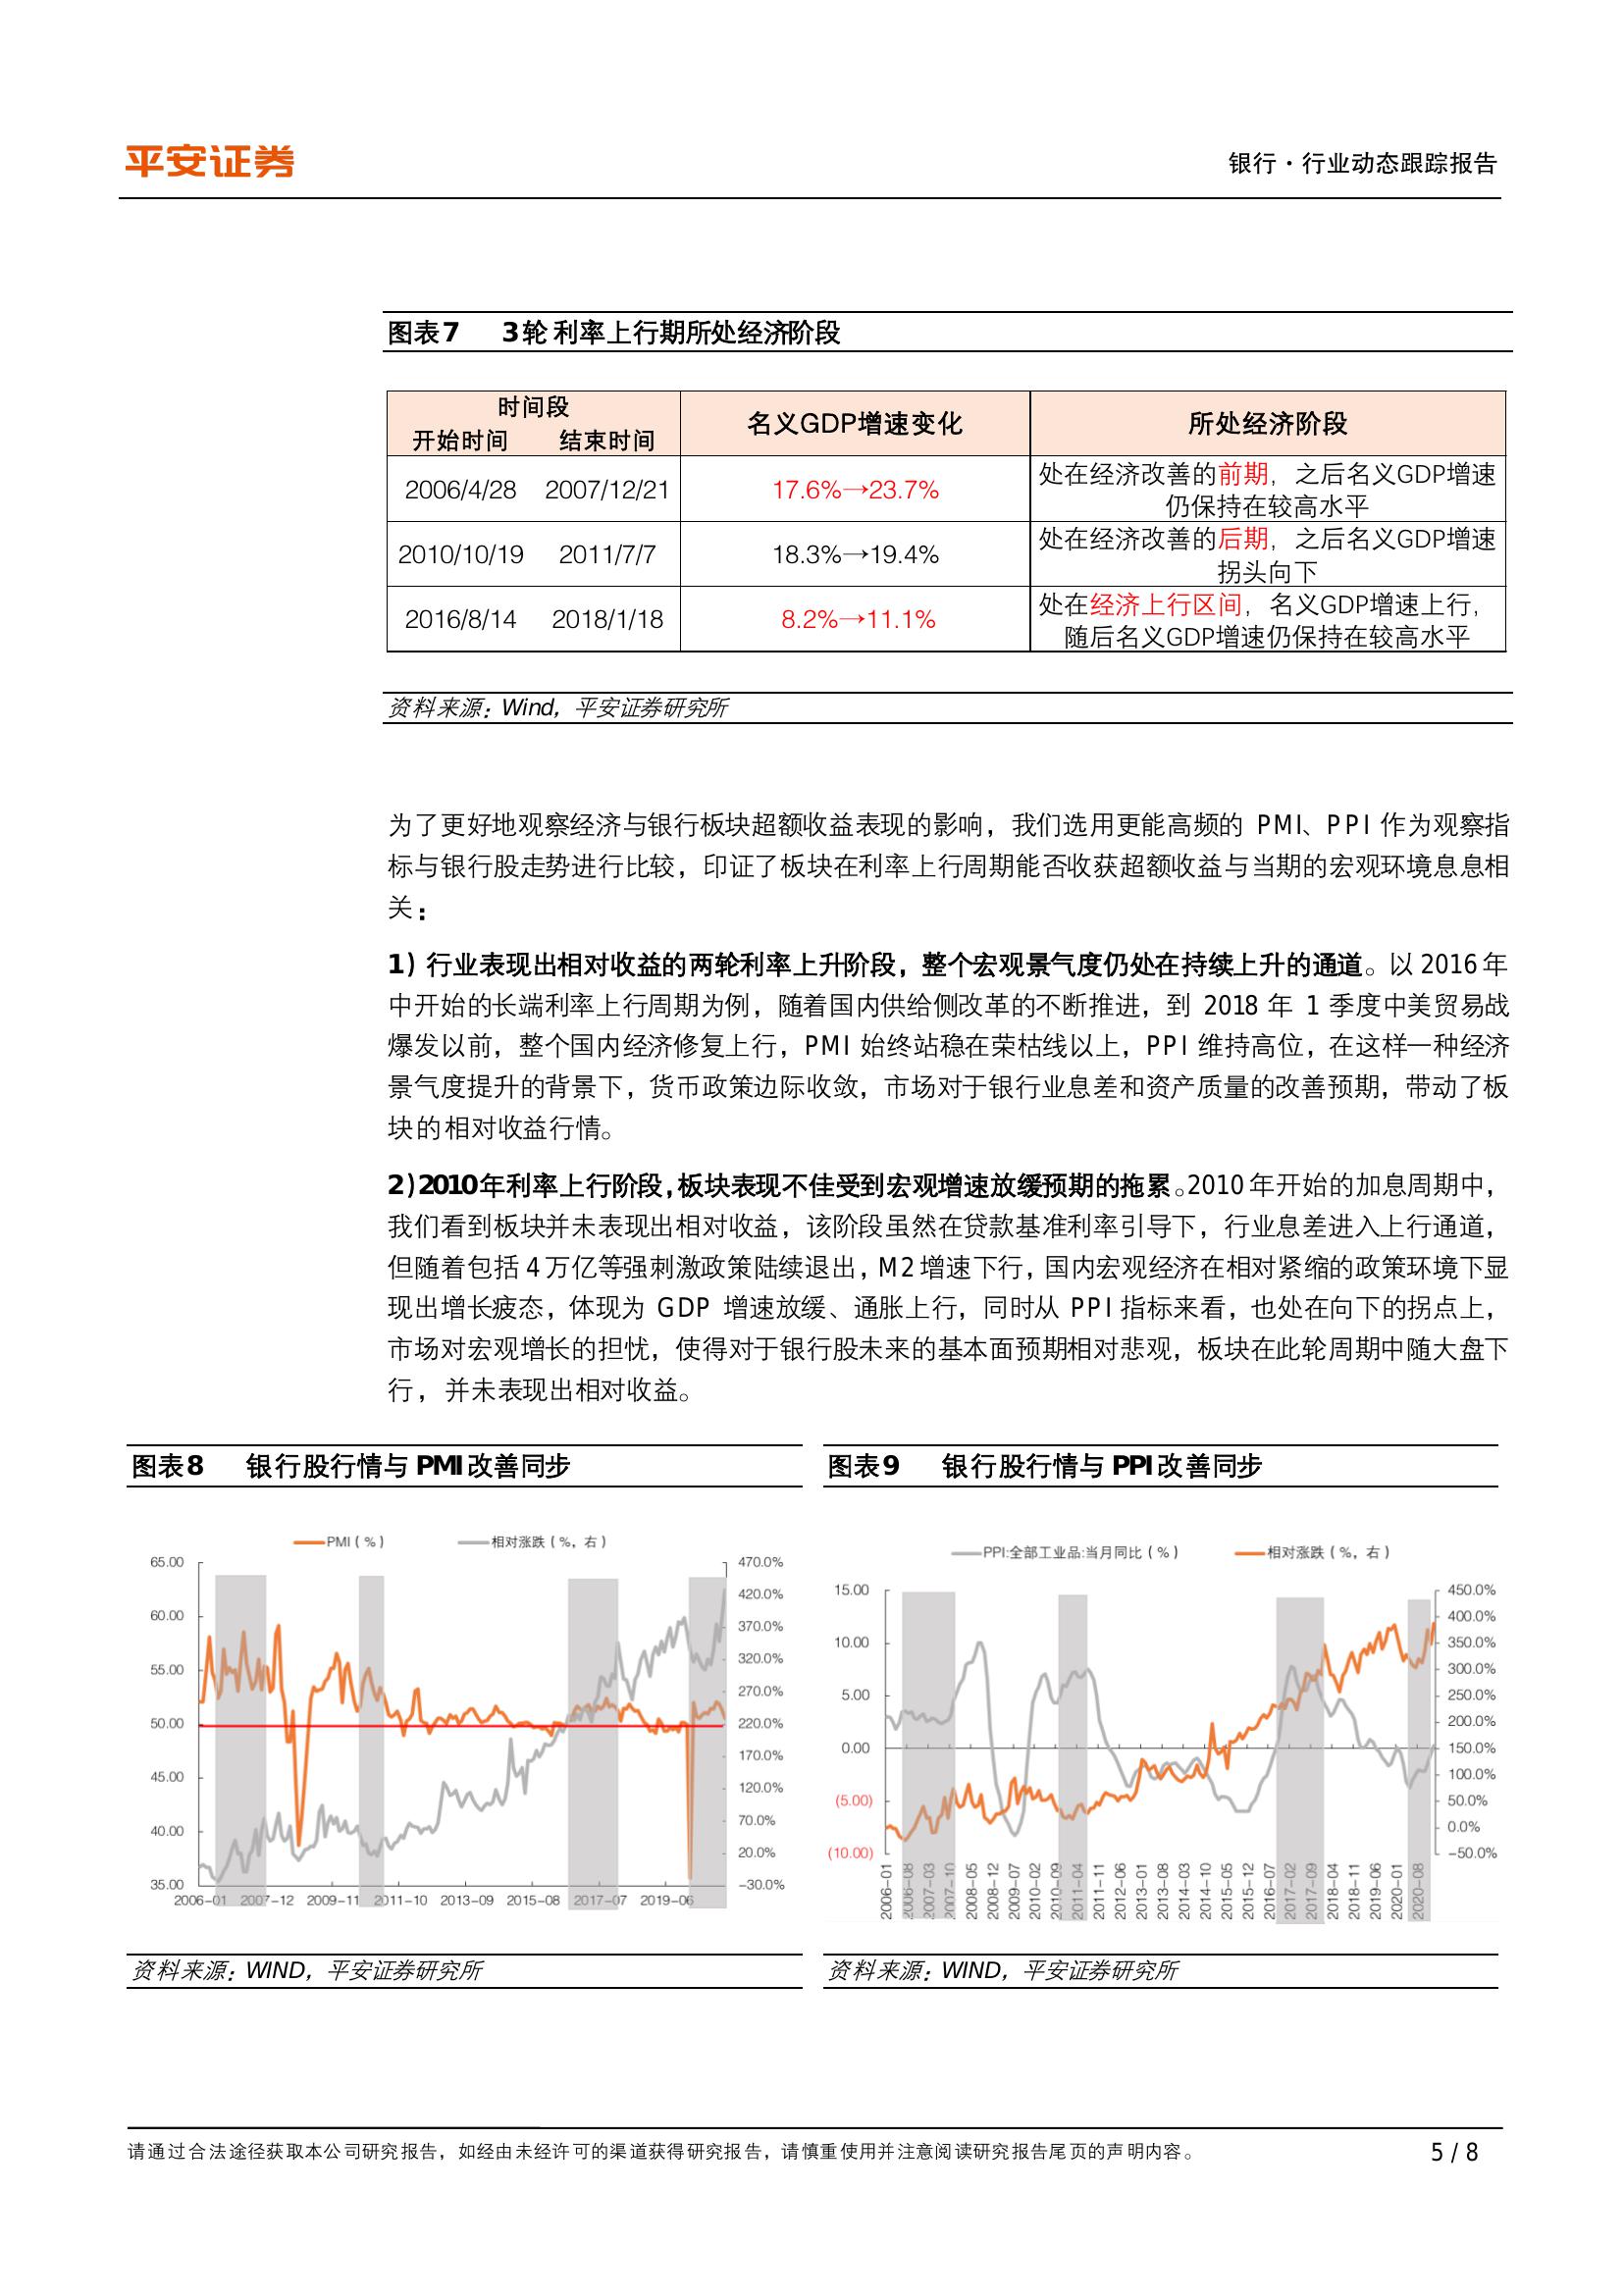 平安证券
银行·行业动态跟踪报告
图表7 3轮利率上行期所处经济阶段
时间段
开始时间 结束时间
名义GDP增速变化
所处经济阶段
2006/4/28 2007/12/21 17.6%→23.7%
处在经济改善的前期，之后名义GDP增速
仍保持在较高水平
2010/10/19 2011/7/7 18.3%→19.4%
处在经济改善的后期，之后名义GDP增速
拐头向下
2016/8/14 2018/1/18 8.2%→11.1%
处在经济上行区间，名义GDP增速上行，
随后名义GDP增速仍保持在较高水平
资料来源：Wind，平安证券研究所
为了更好地观察经济与银行板块超额收益表现的影响，我们选用更能高频的 PMI、PPI 作为观察指
标与银行股走势进行比较，印证了板块在利率上行周期能否收获超额收益与当期的宏观环境息息相
关：
1）行业表现出相对收益的两轮利率上升阶段，整个宏观景气度仍处在持续上升的通道。以 2016 年
中开始的长端利率上行周期为例，随着国内供给侧改革的不断推进，到 2018 年 1 季度中美贸易战
爆发以前，整个国内经济修复上行，PMI 始终站稳在荣枯线以上，PPI 维持高位，在这样一种经济
景气度提升的背景下，货币政策边际收敛，市场对于银行业息差和资产质量的改善预期，带动了板
块的相对收益行情。
2)2010年利率上行阶段，板块表现不佳受到宏观增速放缓预期的拖累。2010 年开始的加息周期中，
我们看到板块并未表现出相对收益，该阶段虽然在贷款基准利率引导下，行业息差进入上行通道，
但随着包括 4 万亿等强刺激政策陆续退出，M2 增速下行，国内宏观经济在相对紧缩的政策环境下显
现出增长疲态，体现为 GDP 增速放缓、通胀上行，同时从 PPI 指标来看，也处在向下的拐点上，
市场对宏观增长的担忧，使得对于银行股未来的基本面预期相对悲观，板块在此轮周期中随大盘下
行，并未表现出相对收益。
图表8 银行股行情与 PMI 改善同步
PMI（%） 相对涨跌（%，右）
65.00
60.00
55.00
50.00
45.00
40.00
35.00
470.0%
420.0%
370.0%
320.0%
270.0%
220.0%
170.0%
120.0%
70.0%
20.0%
-30.0%
2006-01 2007-12 2009-11 2011-10 2013-09 2015-08 2017-07 2019-06
资料来源：WIND，平安证券研究所
图表9 银行股行情与 PPI 改善同步
PPI:全部工业品:当月同比（%） 相对涨跌（%，右）
15.00
10.00
5.00
0.00
(5.00)
(10.00)
450.0%
400.0%
350.0%
300.0%
250.0%
200.0%
150.0%
100.0%
50.0%
0.0%
-50.0%
2006-01 2006-08 2007-03 2007-10 2008-05 2008-12 2009-07 2010-02 2010-09 2011-04 2011-11 2012-06 2013-01 2013-08 2014-03 2014-10 2015-05 2015-12 2016-07 2017-02 2017-09 2018-04 2018-11 2019-06 2020-01 2020-08
资料来源：WIND，平安证券研究所
请通过合法途径获取本公司研究报告，如经由未经许可的渠道获得研究报告，请慎重使用并注意阅读研究报告尾页的声明内容。
5 / 8